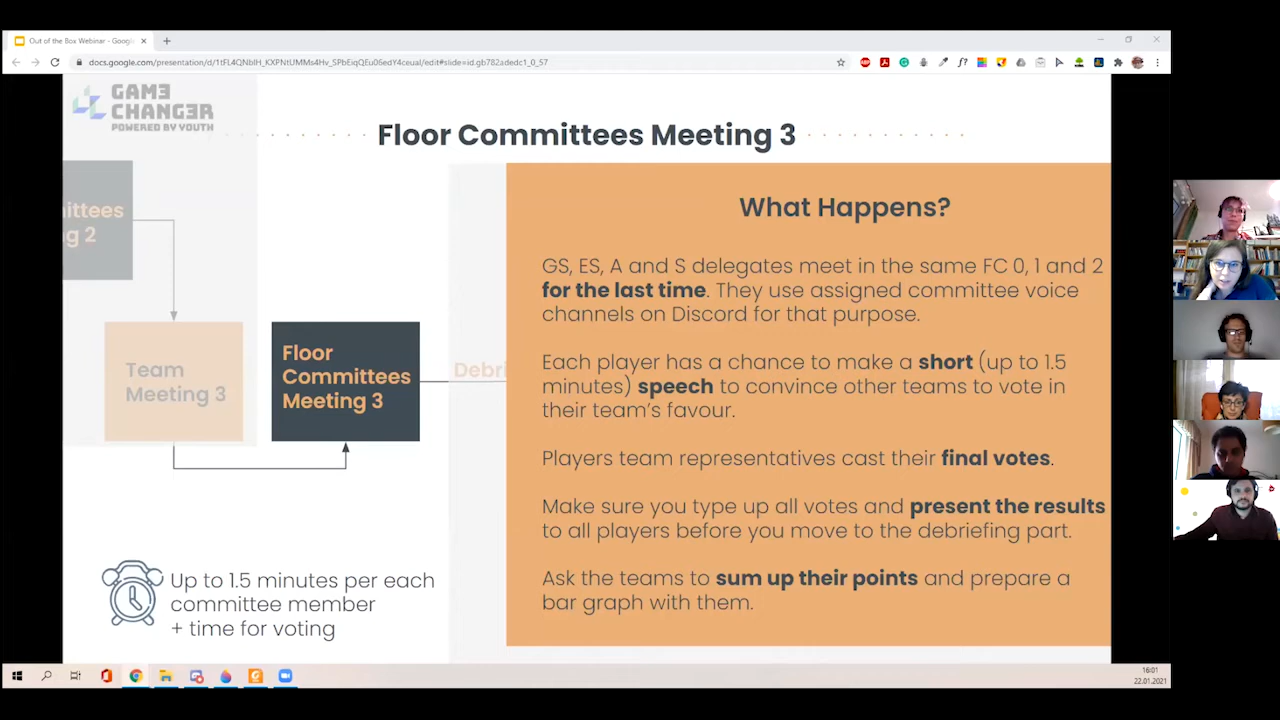 Out of the Box Webinar - Google
docs.google.com/presentation/d/1tFL4QNbIH_KXPNtUMMs4Hv_SPbEiqQEu06edY4ceuaI/edit#slide=id.gb782adedc1_0_57
GAM3
CHANG3R
POWERED BY YOUTH
Floor Committees Meeting 3
ittees
g 2
Team
Meeting 3
Floor
Committees
Meeting 3
Debri
Up to 1.5 minutes per each
committee member
+ time for voting
What Happens?
GS, ES, A and S delegates meet in the same FC 0, 1 and 2
for the last time. They use assigned committee voice
channels on Discord for that purpose.
Each player has a chance to make a short (up to 1.5
minutes) speech to convince other teams to vote in
their team's favour.
Players team representatives cast their final votes.
Make sure you type up all votes and present the results
to all players before you move to the debriefing part.
Ask the teams to sum up their points and prepare a
bar graph with them.
16:01
22.01.2021